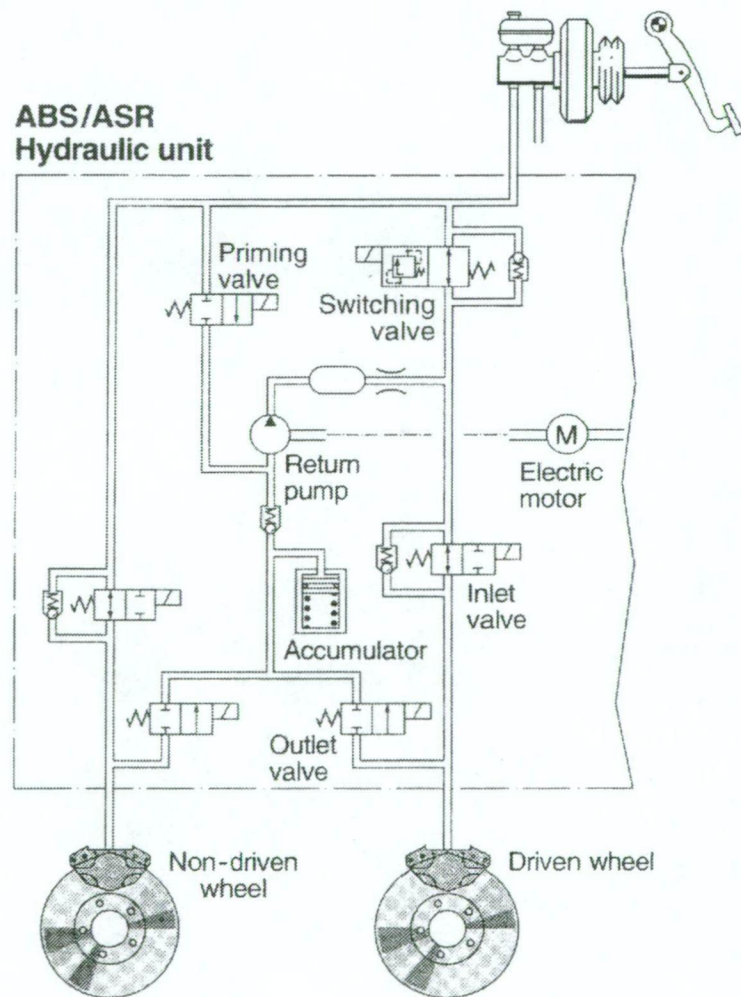 ABS/ASR
Hydraulic unit
Priming
valve
Switching
valve
Return
pump
M
Electric
motor
Inlet
valve
Accumulator
Outlet
valve
Non-driven
wheel
Driven wheel